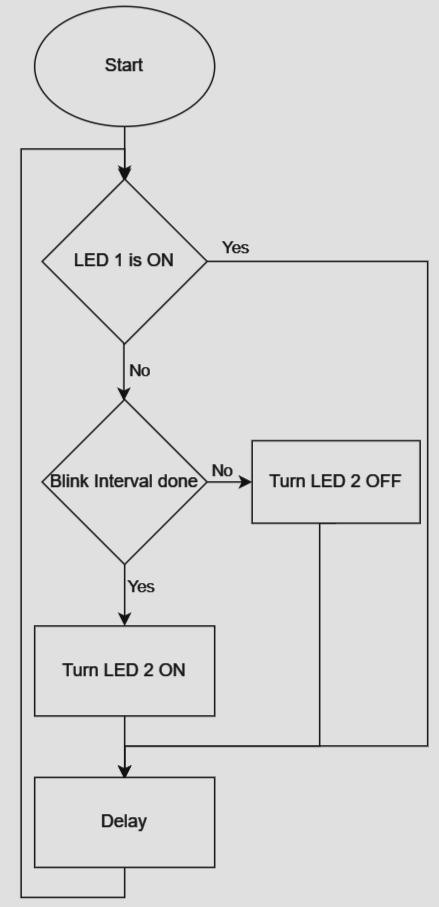 Start
LED 1 is ON
Yes
No
Blink Interval done
No
Turn LED 2 OFF
Yes
Turn LED 2 ON
Delay